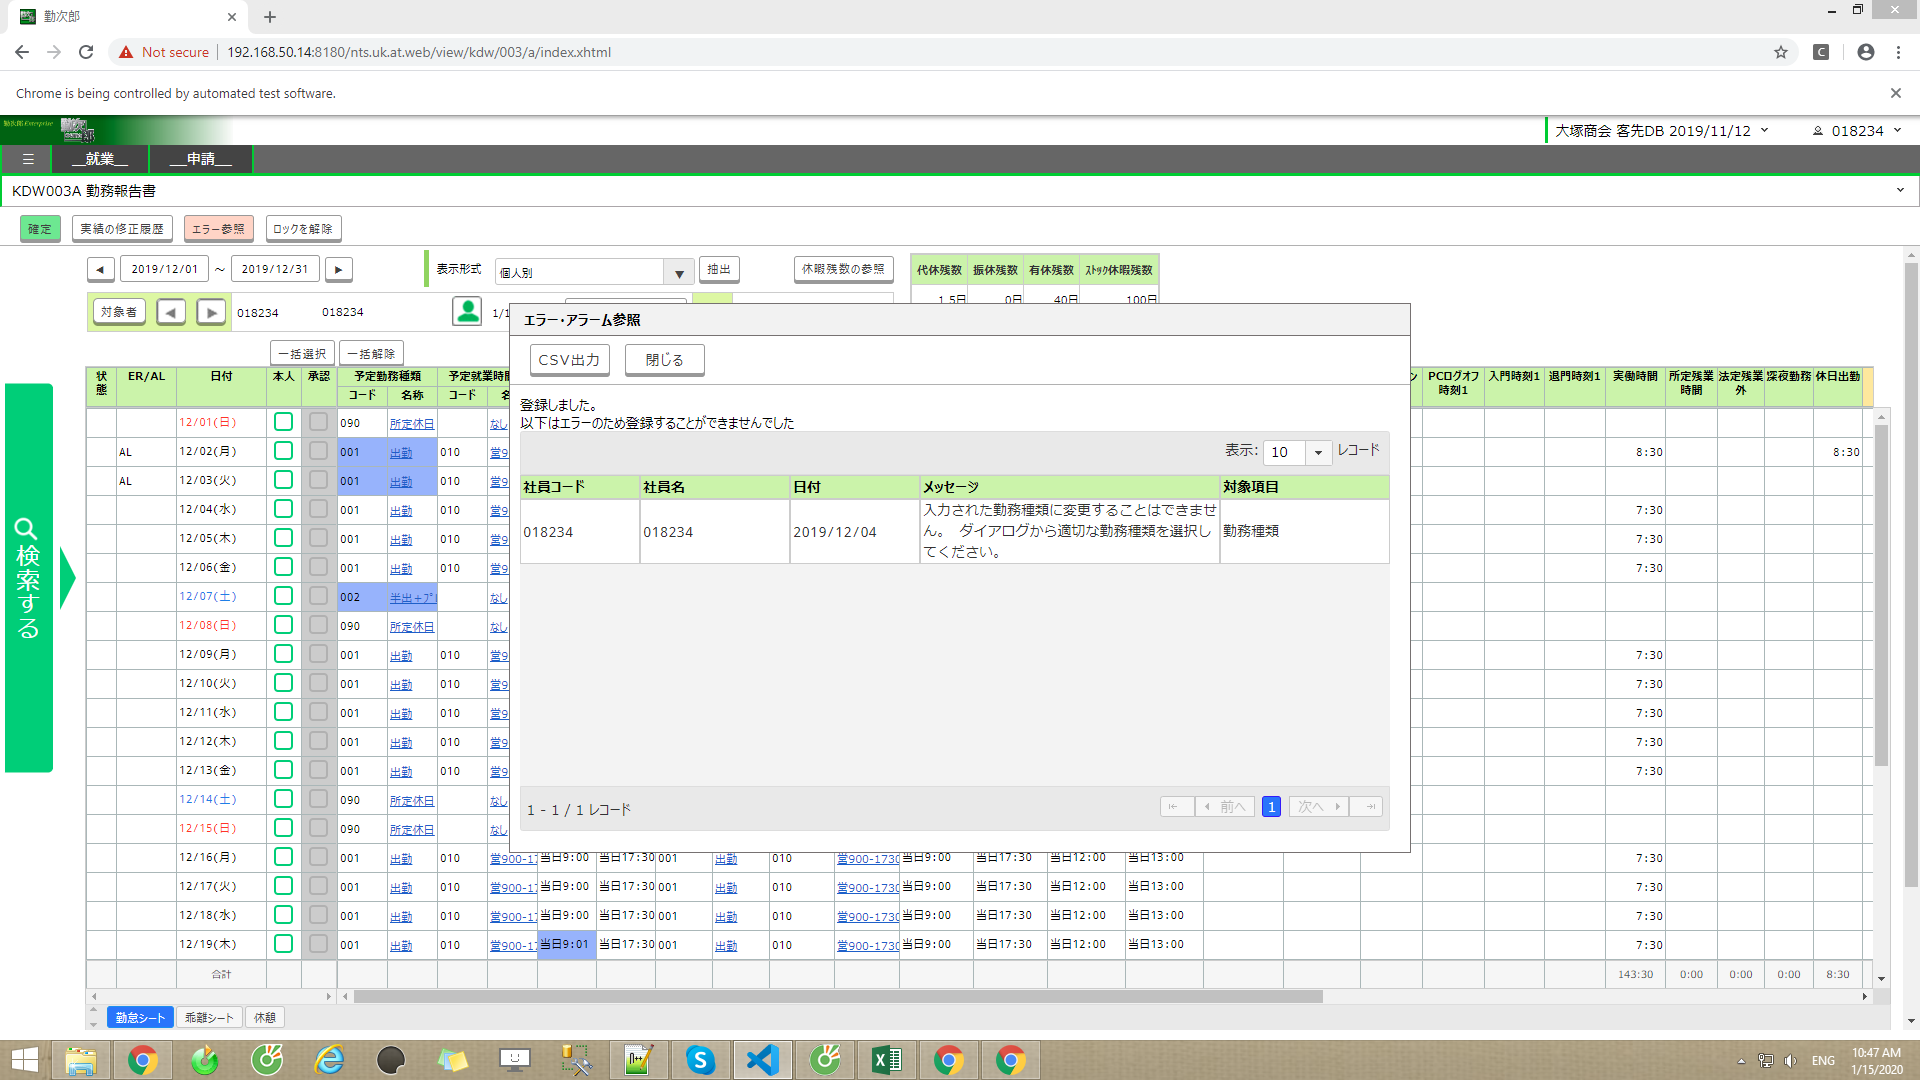 勤次郎
Not secure 192.168.50.14:8180/nts.uk.at.web/view/kdw/003/a/index.xhtml
Chrome is being controlled by automated test software.
勤次郎 Enterprise
大塚商会 客先DB 2019/11/12 018234
__就業__ __申請__
KDW003A 勤務報告書
確定 実績の修正履歴 エラー参照 ロックを解除
2019/12/01 ～ 2019/12/31 表示形式 個人別 抽出 休暇残数の参照 代休残数 振休残数 有休残数 ストック休暇残数
1.5日 0日 40日 100日
対象者 018234 018234 1/1
エラー・アラーム参照
CSV出力 閉じる
登録しました。
以下はエラーのため登録することができませんでした
表示: 10 レコード
社員コード 社員名 日付 メッセージ 対象項目
018234 018234 2019/12/04 入力された勤務種類に変更することはできません。 ダイアログから適切な勤務種類を選択してください。 勤務種類
1 - 1 / 1 レコード 前へ 1 次へ
一括選択 一括解除
検索する
状態 ER/AL 日付 本人 承認 予定勤務種類 予定就業時間 PCログオフ時刻1 入門時刻1 退門時刻1 実働時間 所定残業時間 法定残業外 深夜勤務 休日出勤
コード 名称 コード
12/01(日) 090 所定休日 なし
AL 12/02(月) 001 出勤 010 営9 8:30 8:30
AL 12/03(火) 001 出勤 010 営9
12/04(水) 001 出勤 010 営9 7:30
12/05(木) 001 出勤 010 営9 7:30
12/06(金) 001 出勤 010 営9 7:30
12/07(土) 002 半出+プ なし
12/08(日) 090 所定休日 なし
12/09(月) 001 出勤 010 営9 7:30
12/10(火) 001 出勤 010 営9 7:30
12/11(水) 001 出勤 010 営9 7:30
12/12(木) 001 出勤 010 営9 7:30
12/13(金) 001 出勤 010 営9 7:30
12/14(土) 090 所定休日 なし
12/15(日) 090 所定休日 なし
12/16(月) 001 出勤 010 営900-17 当日9:00 当日17:30 001 出勤 010 営900-1730 当日9:00 当日17:30 当日12:00 当日13:00 7:30
12/17(火) 001 出勤 010 営900-17 当日9:00 当日17:30 001 出勤 010 営900-1730 当日9:00 当日17:30 当日12:00 当日13:00 7:30
12/18(水) 001 出勤 010 営900-17 当日9:00 当日17:30 001 出勤 010 営900-1730 当日9:00 当日17:30 当日12:00 当日13:00 7:30
12/19(木) 001 出勤 010 営900-17 当日9:01 当日17:30 001 出勤 010 営900-1730 当日9:00 当日17:30 当日12:00 当日13:00 7:30
合計 143:30 0:00 0:00 0:00 8:30
勤怠シート 乖離シート 休憩
ENG 10:47 AM
1/15/2020